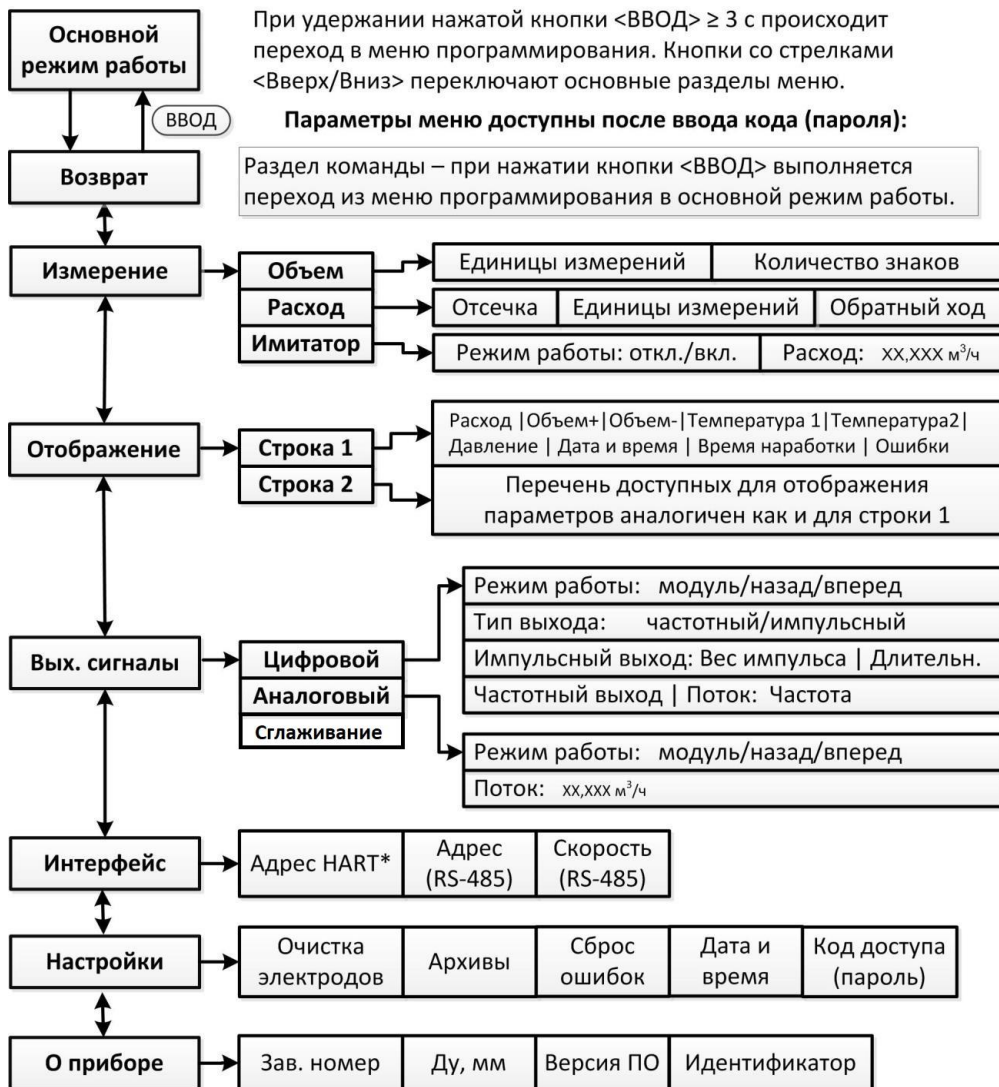 Основной
режим работы
При удержании нажатой кнопки <ВВОД> ≥ 3 с происходит
переход в меню программирования. Кнопки со стрелками
<Вверх/Вниз> переключают основные разделы меню.
ВВОД
Параметры меню доступны после ввода кода (пароля):
Возврат
Раздел команды – при нажатии кнопки <ВВОД> выполняется
переход из меню программирования в основной режим работы.
Измерение
Объем
Единицы измерений
Количество знаков
Расход
Отсечка
Единицы измерений
Обратный ход
Имитатор
Режим работы: откл./вкл.
Расход: XX,XXX м³/ч
Отображение
Строка 1
Расход |Объем+|Объем-|Температура 1|Температура2|
Давление | Дата и время | Время наработки | Ошибки
Строка 2
Перечень доступных для отображения
параметров аналогичен как и для строки 1
Вых. сигналы
Цифровой
Аналоговый
Сглаживание
Режим работы: модуль/назад/вперед
Тип выхода: частотный/импульсный
Импульсный выход: Вес импульса | Длительн.
Частотный выход | Поток: Частота
Режим работы: модуль/назад/вперед
Поток: XX,XXX м³/ч
Интерфейс
Адрес HART*
Адрес
(RS-485)
Скорость
(RS-485)
Настройки
Очистка
электродов
Архивы
Сброс
ошибок
Дата и
время
Код доступа
(пароль)
О приборе
Зав. номер
Ду, мм
Версия ПО
Идентификатор